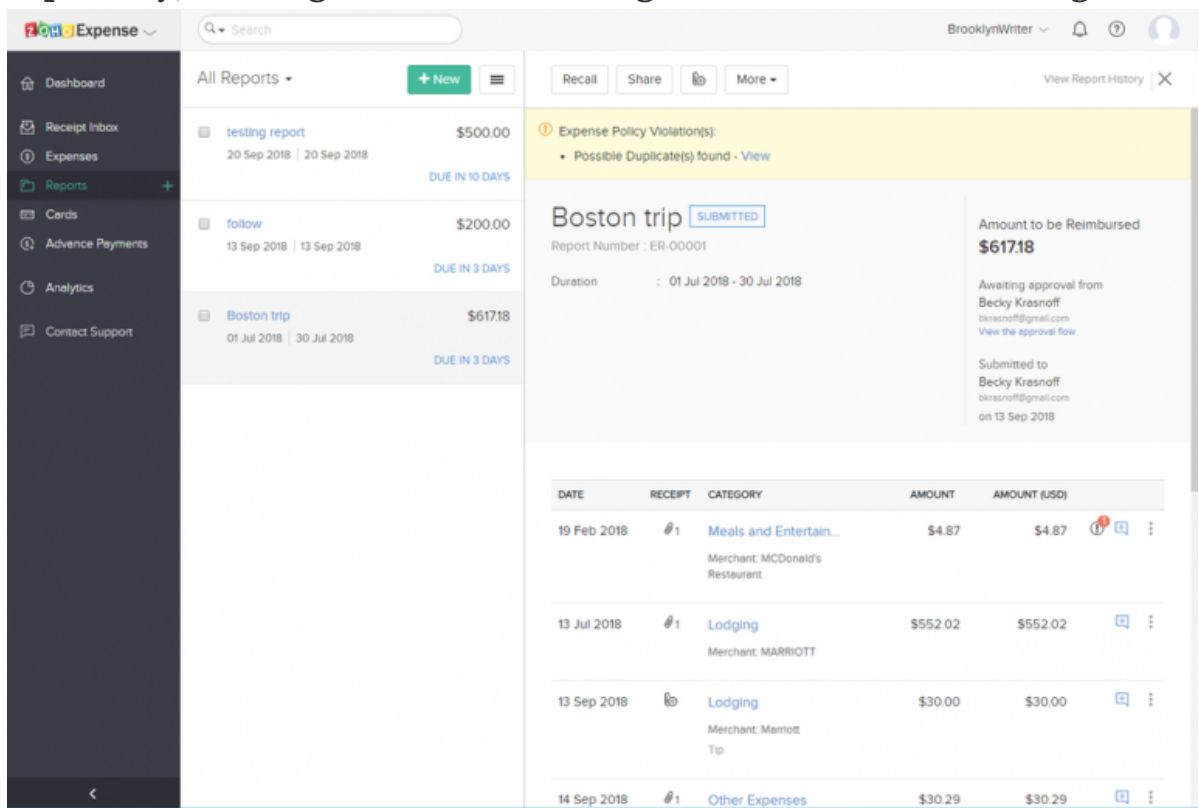 ZOHO Expense
Search
BrooklynWriter
Dashboard
Receipt Inbox
Expenses
Reports +
Cards
Advance Payments
Analytics
Contact Support
All Reports
+ New
testing report $500.00
20 Sep 2018 | 20 Sep 2018
DUE IN 10 DAYS
follow $200.00
13 Sep 2018 | 13 Sep 2018
DUE IN 3 DAYS
Boston trip $617.18
01 Jul 2018 | 30 Jul 2018
DUE IN 3 DAYS
Recall Share More View Report History
Expense Policy Violation(s):
• Possible Duplicate(s) found - View
Boston trip SUBMITTED
Report Number : ER-00001
Duration : 01 Jul 2018 - 30 Jul 2018
Amount to be Reimbursed
$617.18
Awaiting approval from
Becky Krasnoff
bkrasnoff@gmail.com
View the approval flow
Submitted to
Becky Krasnoff
bkrasnoff@gmail.com
on 13 Sep 2018
DATE RECEIPT CATEGORY AMOUNT AMOUNT (USD)
19 Feb 2018 1 Meals and Entertain... $4.87 $4.87 1
Merchant: MCDonald's
Restaurant
13 Jul 2018 1 Lodging $552.02 $552.02
Merchant: MARRIOTT
13 Sep 2018 Lodging $30.00 $30.00
Merchant: Marriott
Tip
14 Sep 2018 1 Other Expenses $30.29 $30.29